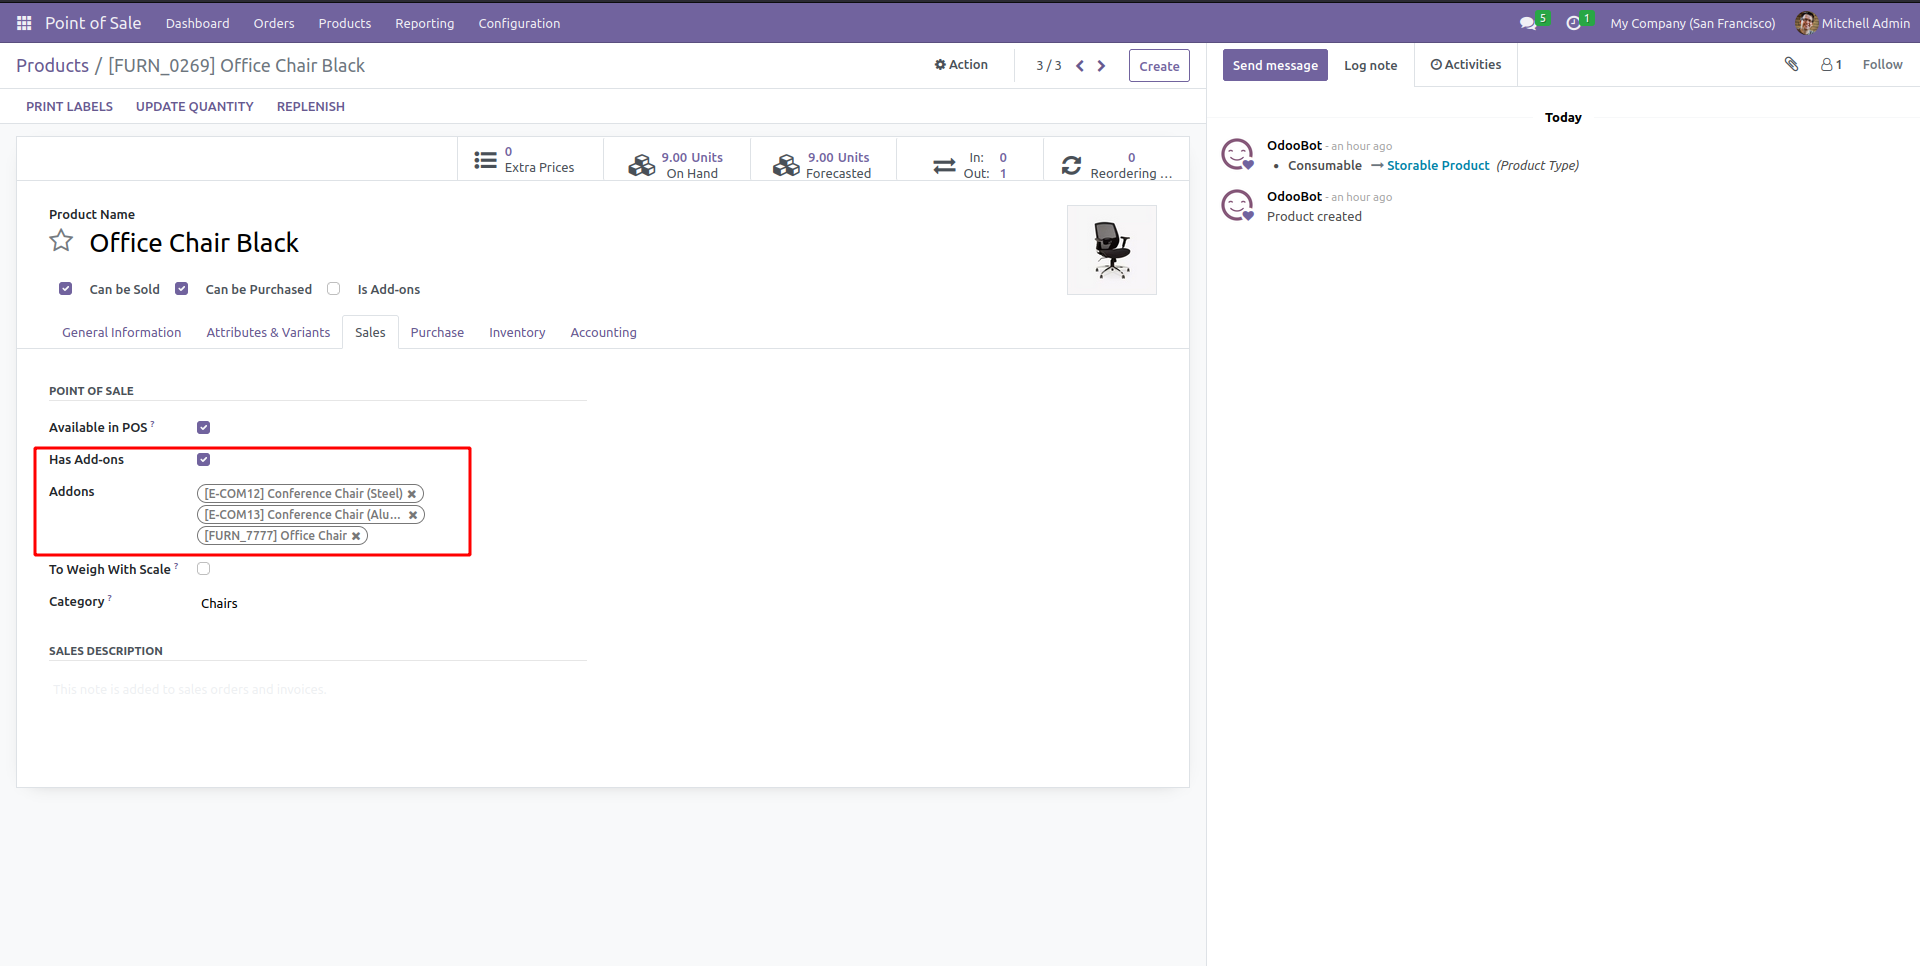 Point of Sale Dashboard Orders Products Reporting Configuration 5 1 My Company (San Francisco) Mitchell Admin
Products / [FURN_0269] Office Chair Black Action 3 / 3 Create
PRINT LABELS UPDATE QUANTITY REPLENISH
0
Extra Prices
9.00 Units
On Hand
9.00 Units
Forecasted
In: 0
Out: 1
0
Reordering ...
Product Name
Office Chair Black
Can be Sold Can be Purchased Is Add-ons
General Information Attributes & Variants Sales Purchase Inventory Accounting
POINT OF SALE
Available in POS ?
Has Add-ons
Addons
[E-COM12] Conference Chair (Steel) ✖
[E-COM13] Conference Chair (Alu... ✖
[FURN_7777] Office Chair ✖
To Weigh With Scale ?
Category ? Chairs
SALES DESCRIPTION
This note is added to sales orders and invoices.
Send message Log note Activities 1 Follow
Today
OdooBot - an hour ago
• Consumable → Storable Product (Product Type)
OdooBot - an hour ago
Product created